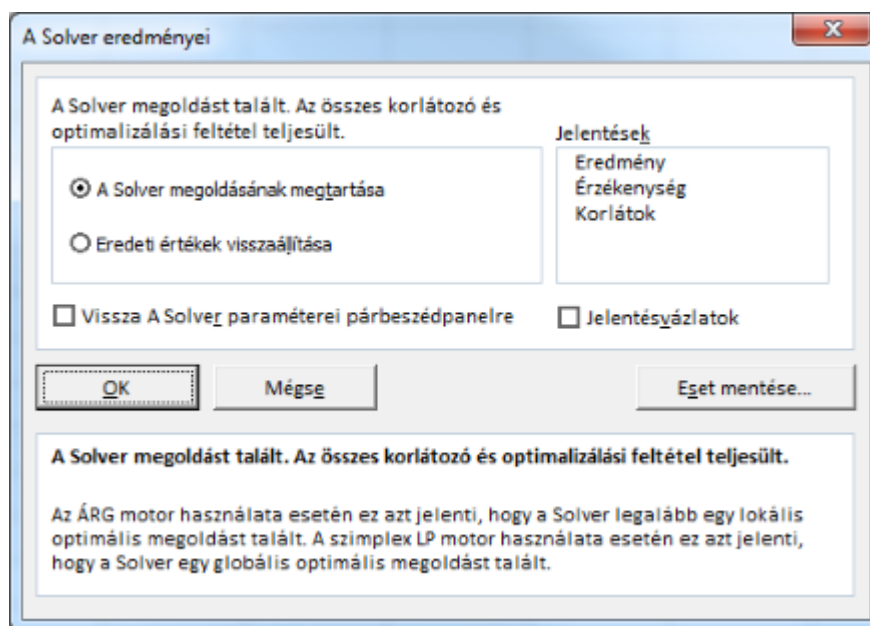 A Solver eredményei
A Solver megoldást talált. Az összes korlátozó és
optimalizálási feltétel teljesült.
Jelentések
Eredmény
Érzékenység
Korlátok
A Solver megoldásának megtartása
Eredeti értékek visszaállítása
Vissza A Solver paraméterei párbeszédpanelre
Jelentésvázlatok
OK
Mégse
Eset mentése...
A Solver megoldást talált. Az összes korlátozó és optimalizálási feltétel teljesült.
Az ÁRG motor használata esetén ez azt jelenti, hogy a Solver legalább egy lokális
optimális megoldást talált. A szimplex LP motor használata esetén ez azt jelenti,
hogy a Solver egy globális optimális megoldást talált.